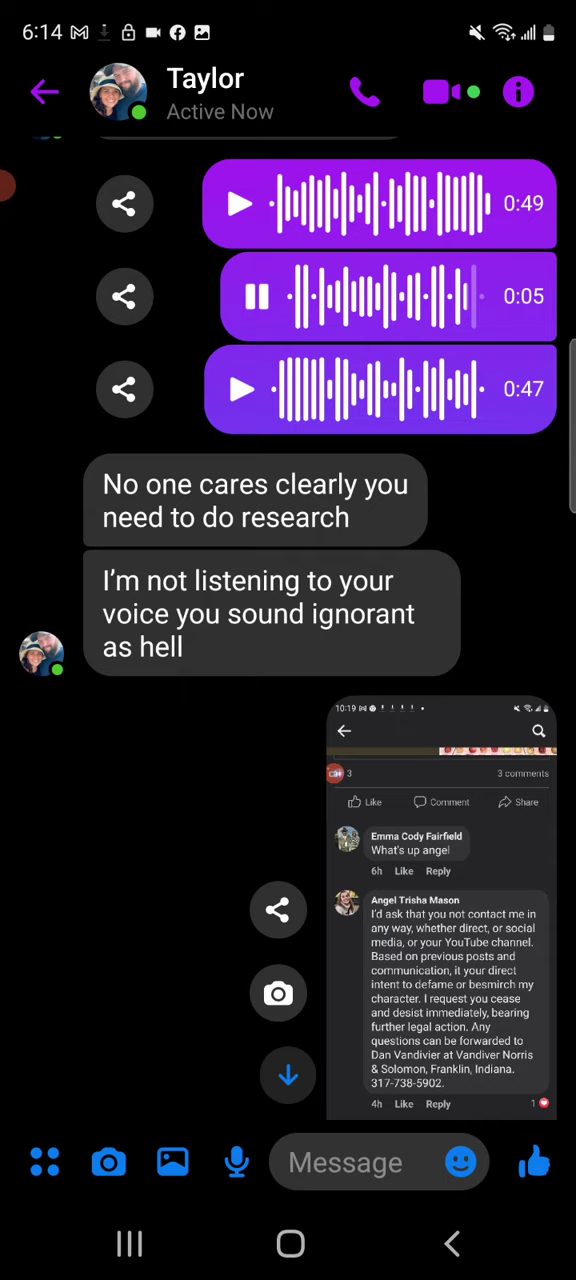 6:14
Taylor
Active Now
0:49
0:05
0:47
No one cares clearly you
need to do research
I'm not listening to your
voice you sound ignorant
as hell
10:19
3
3 comments
Like
Comment
Share
Emma Cody Fairfield
What's up angel
6h Like Reply
Angel Trisha Mason
I'd ask that you not contact me in
any way, whether direct, or social
media, or your YouTube channel.
Based on previous posts and
communication, it your direct
intent to defame or besmirch my
character. I request you cease
and desist immediately, bearing
further legal action. Any
questions can be forwarded to
Dan Vandivier at Vandiver Norris
& Solomon, Franklin, Indiana.
317-738-5902.
4h Like Reply 1
Message